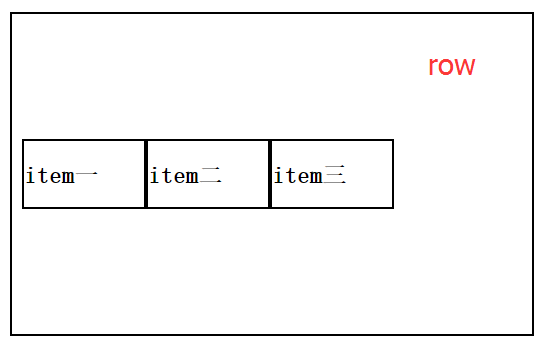 row
item一
item二
item三